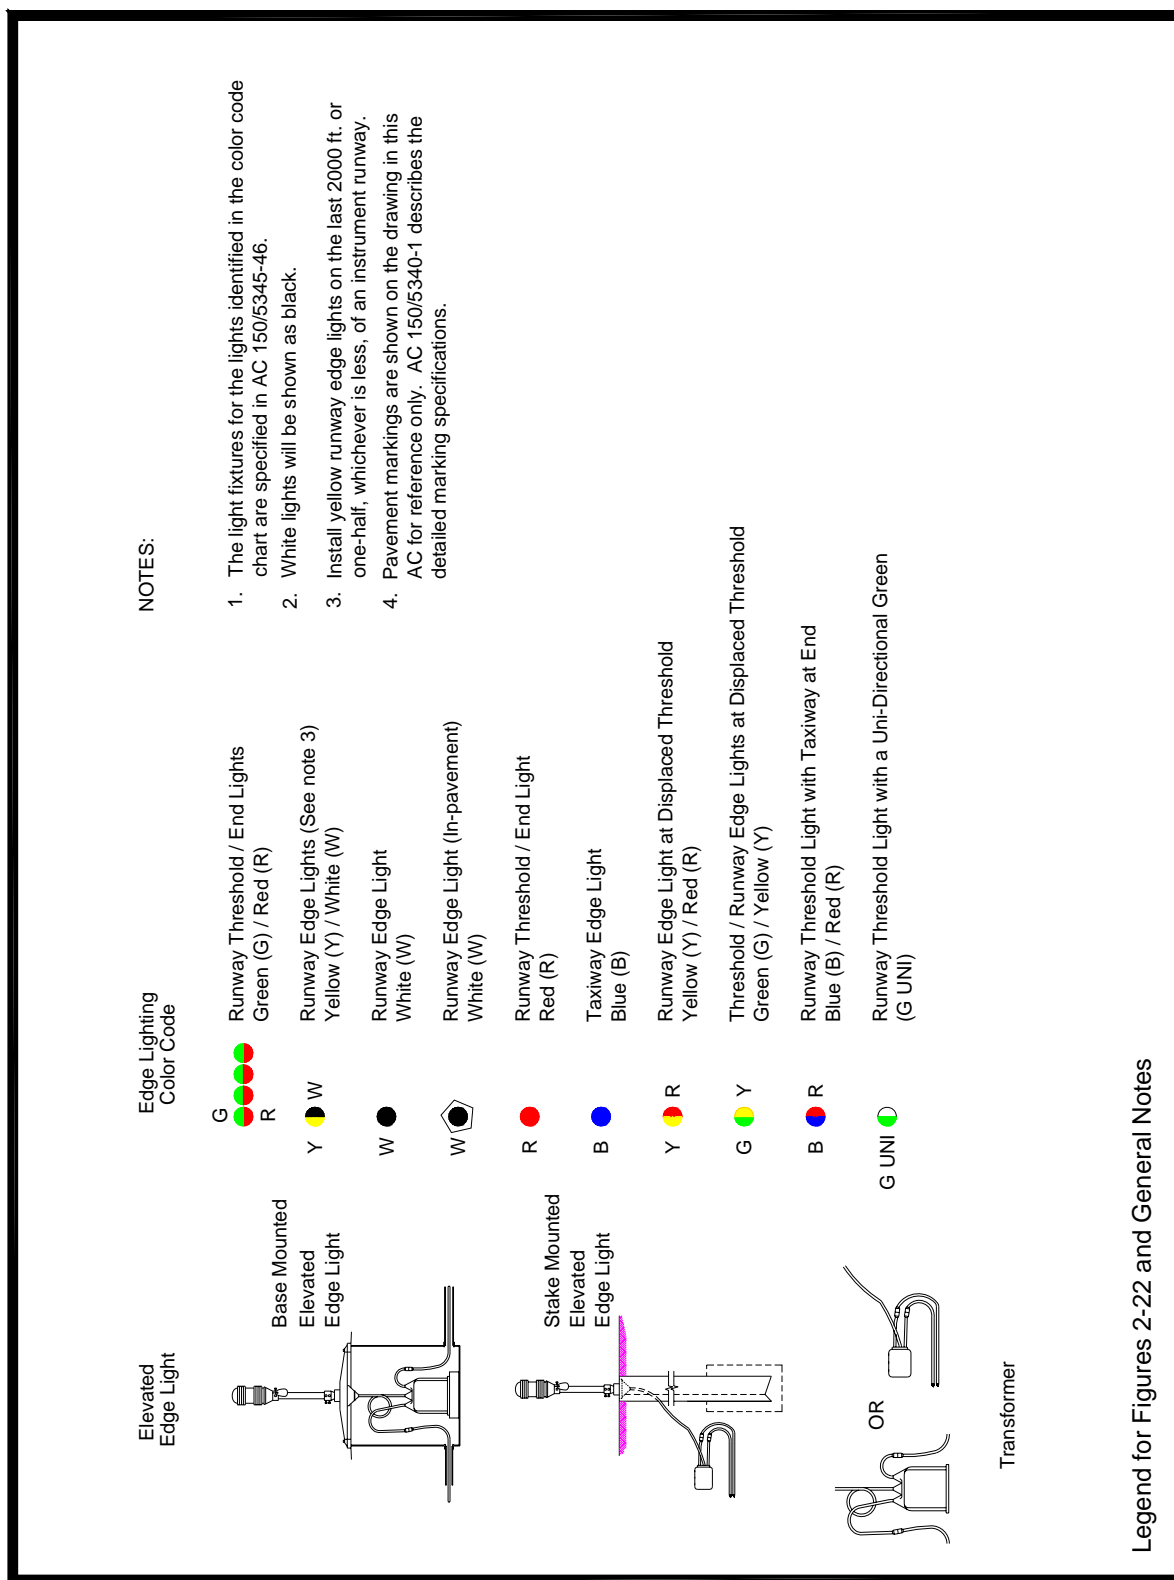 Elevated
Edge Light
Base Mounted
Elevated
Edge Light
Stake Mounted
Elevated
Edge Light
OR
Transformer
Edge Lighting
Color Code
G
R
Runway Threshold / End Lights
Green (G) / Red (R)
Y
W
Runway Edge Lights (See note 3)
Yellow (Y) / White (W)
W
Runway Edge Light
White (W)
W
Runway Edge Light (In-pavement)
White (W)
R
Runway Threshold / End Light
Red (R)
B
Taxiway Edge Light
Blue (B)
Y
R
Runway Edge Light at Displaced Threshold
Yellow (Y) / Red (R)
G
Y
Threshold / Runway Edge Lights at Displaced Threshold
Green (G) / Yellow (Y)
B
R
Runway Threshold Light with Taxiway at End
Blue (B) / Red (R)
G UNI
Runway Threshold Light with a Uni-Directional Green
(G UNI)
NOTES:
1. The light fixtures for the lights identified in the color code
chart are specified in AC 150/5345-46.
2. White lights will be shown as black.
3. Install yellow runway edge lights on the last 2000 ft. or
one-half, whichever is less, of an instrument runway.
4. Pavement markings are shown on the drawing in this
AC for reference only. AC 150/5340-1 describes the
detailed marking specifications.
Legend for Figures 2-22 and General Notes